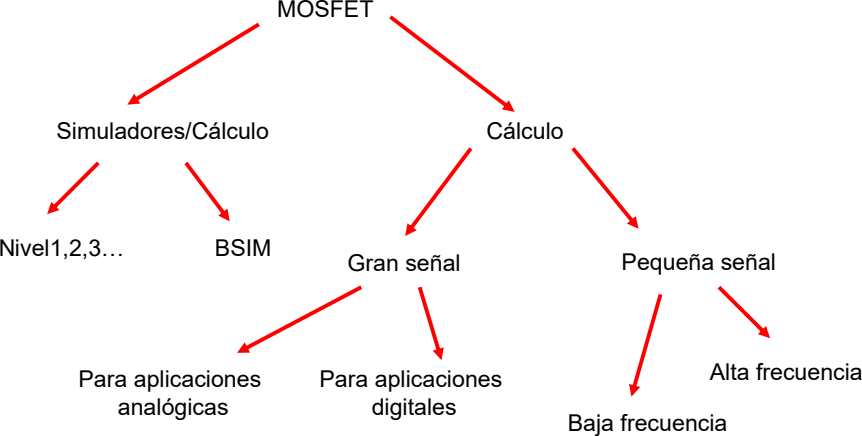 MOSFET
Simuladores/Cálculo
Cálculo
Nivel1,2,3…
BSIM
Gran señal
Pequeña señal
Para aplicaciones
analógicas
Para aplicaciones
digitales
Baja frecuencia
Alta frecuencia